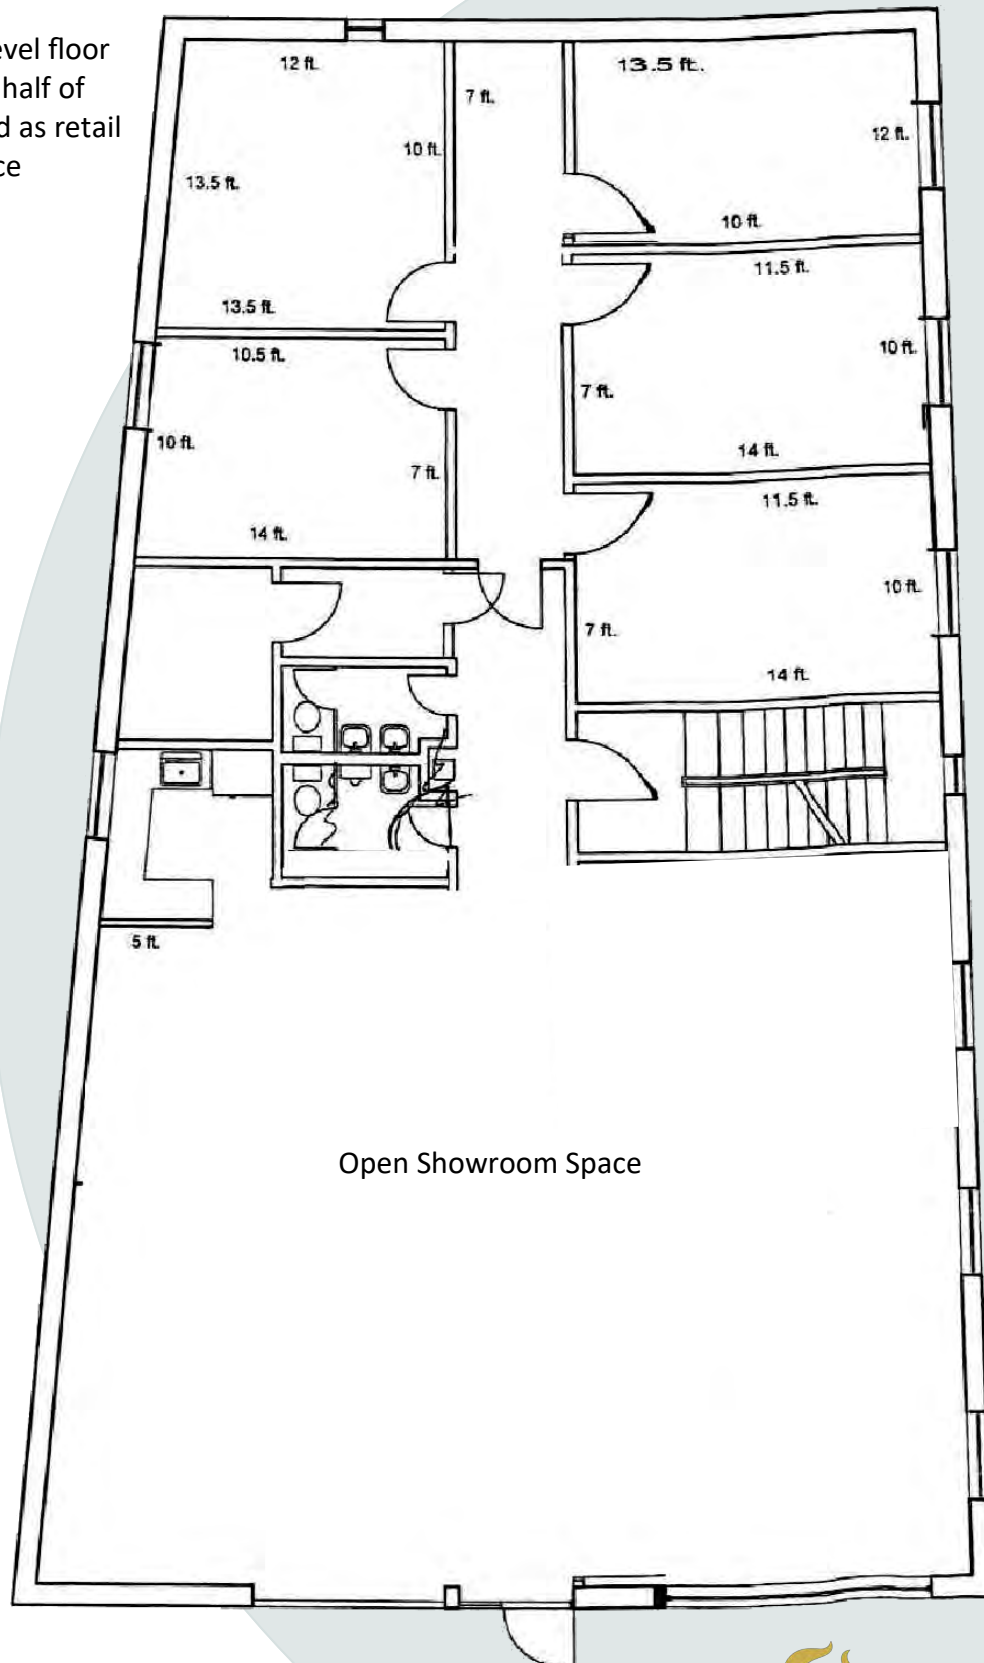 evel floor
half of
d as retail
ce
12 ft.
13.5 ft.
7 ft.
10 ft.
12 ft.
13.5 ft.
10 ft.
11.5 ft.
13.5 ft.
10.5 ft.
10 ft.
7 ft.
10 ft.
7 ft.
14 ft.
11.5 ft.
14 ft.
10 ft.
7 ft.
14 ft.
5 ft.
Open Showroom Space